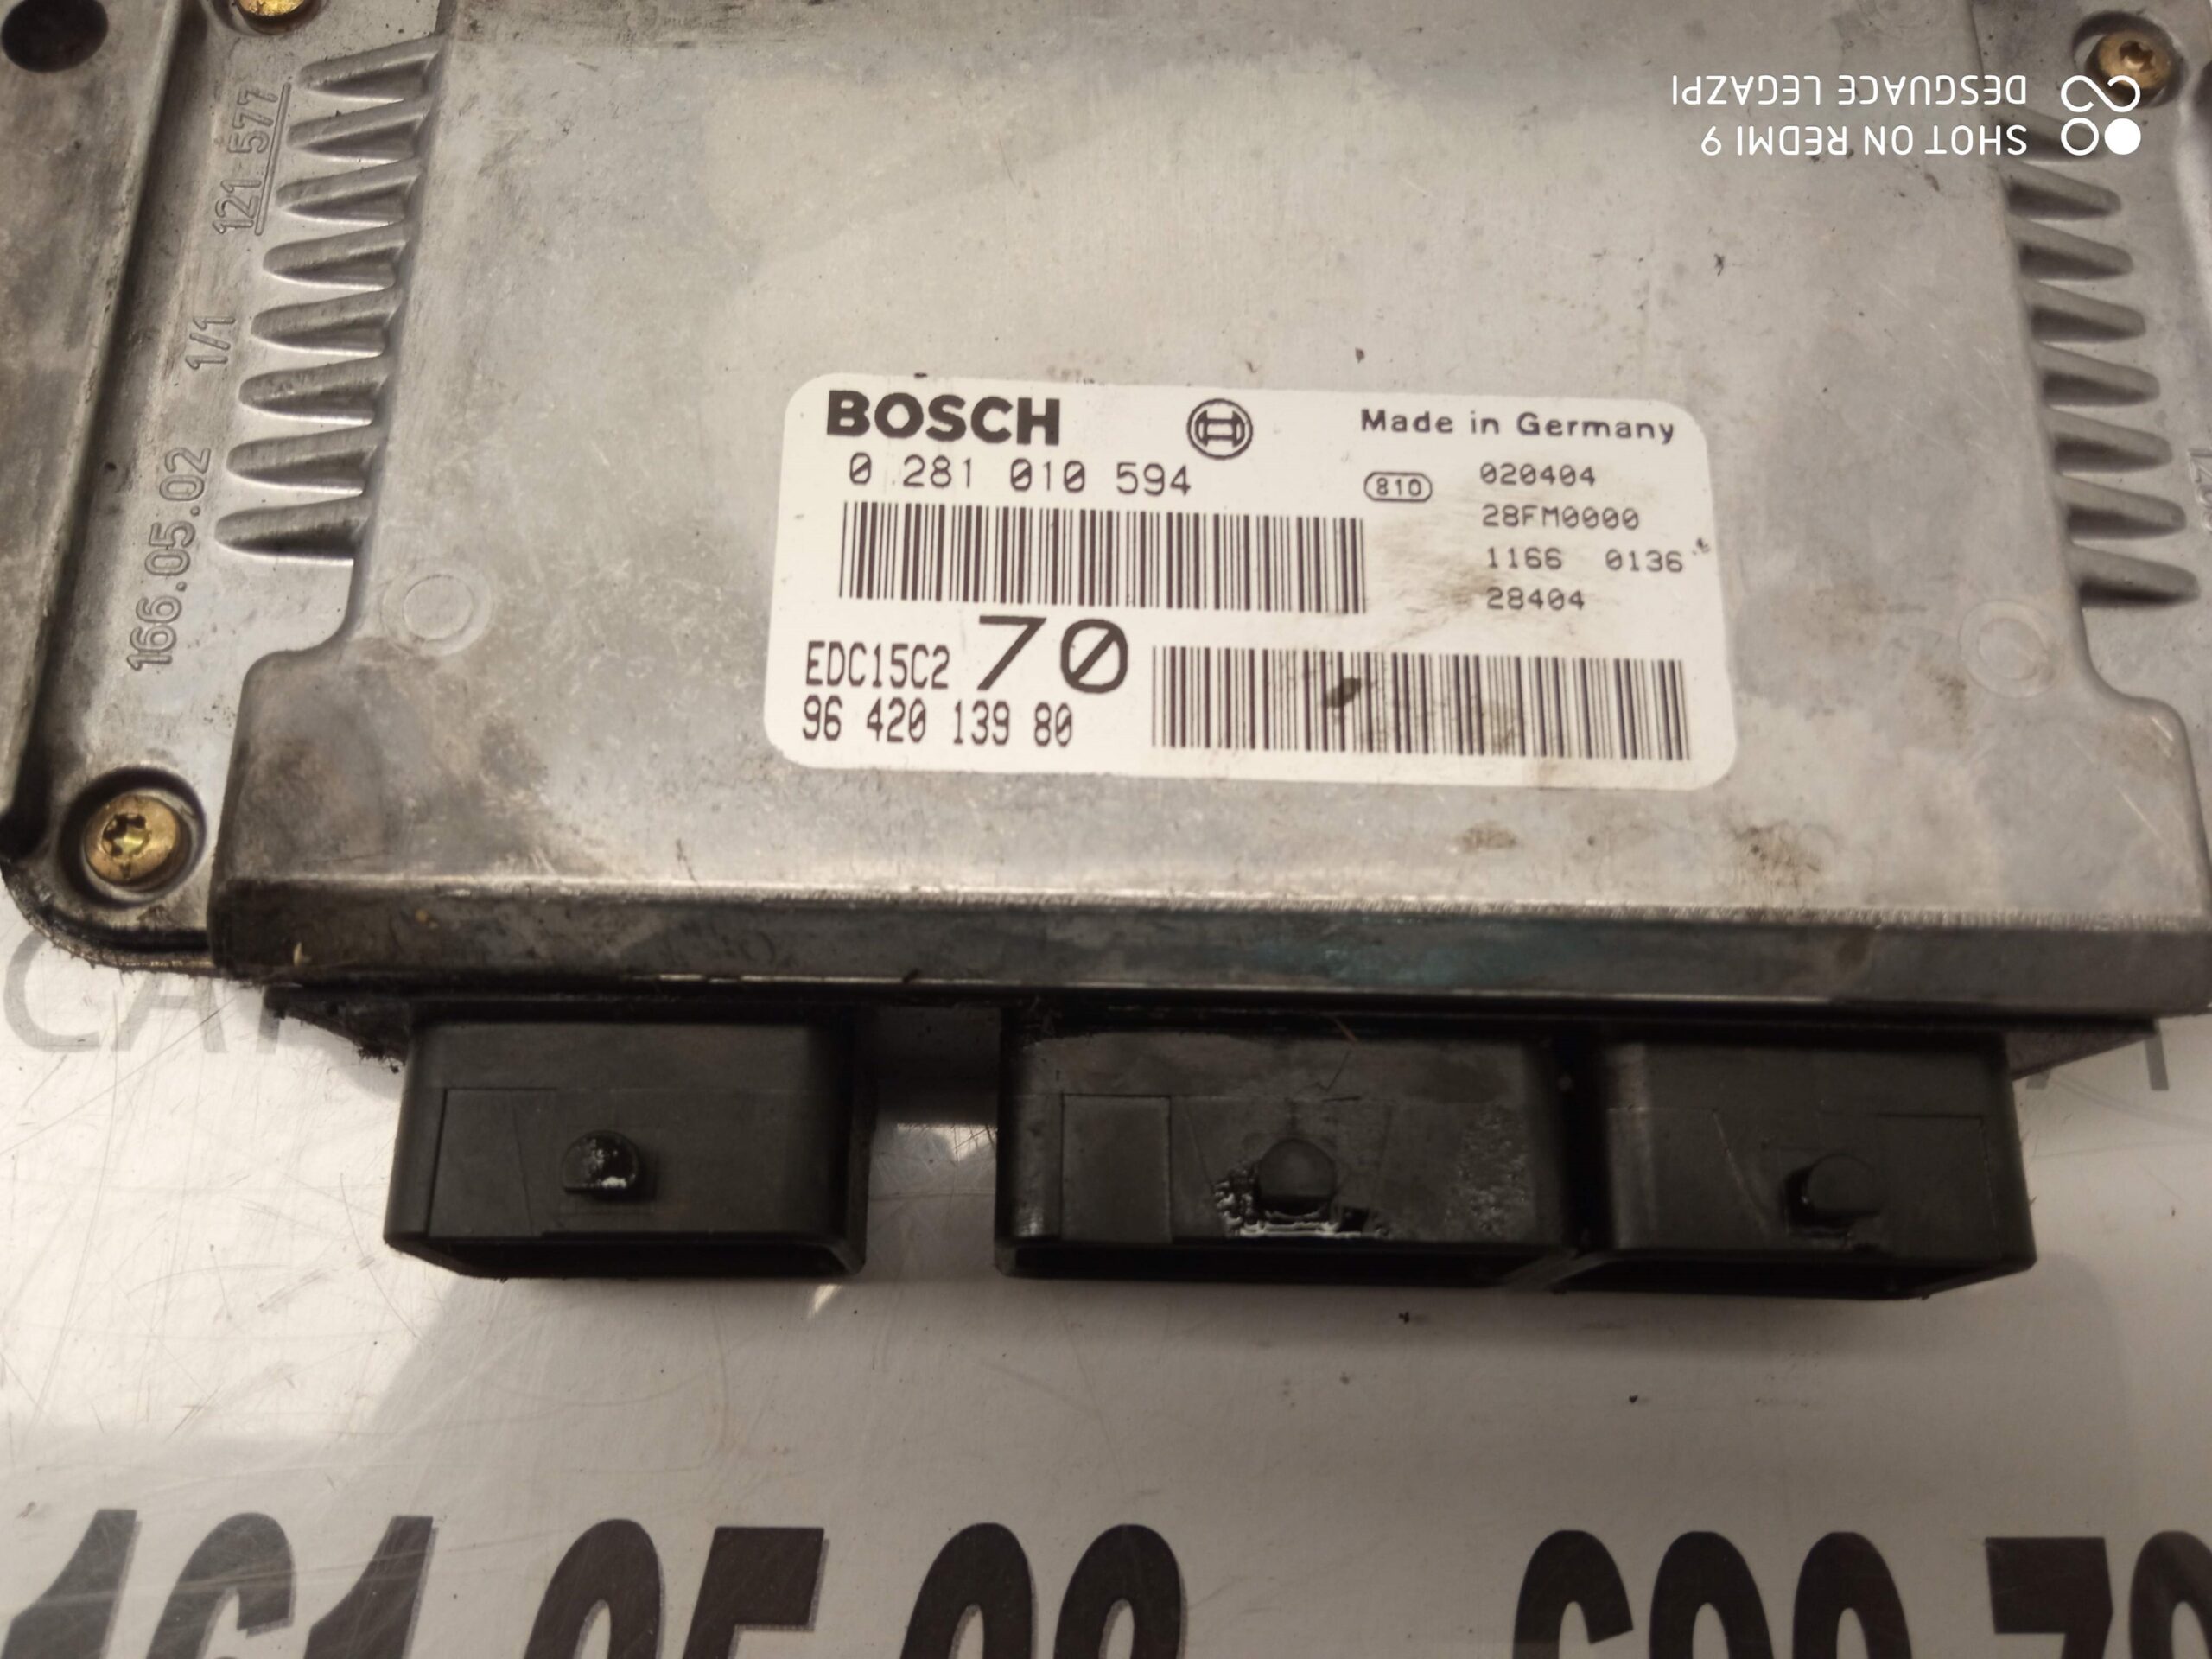 SHOT ON REDMI 9
DESGUACE LEGAZPI
121-577
1/1
166.05.02
BOSCH
Made in Germany
0 281 010 594
810
020404
28FM0000
1166 0136
28404
EDC15C2 70
96 420 139 80